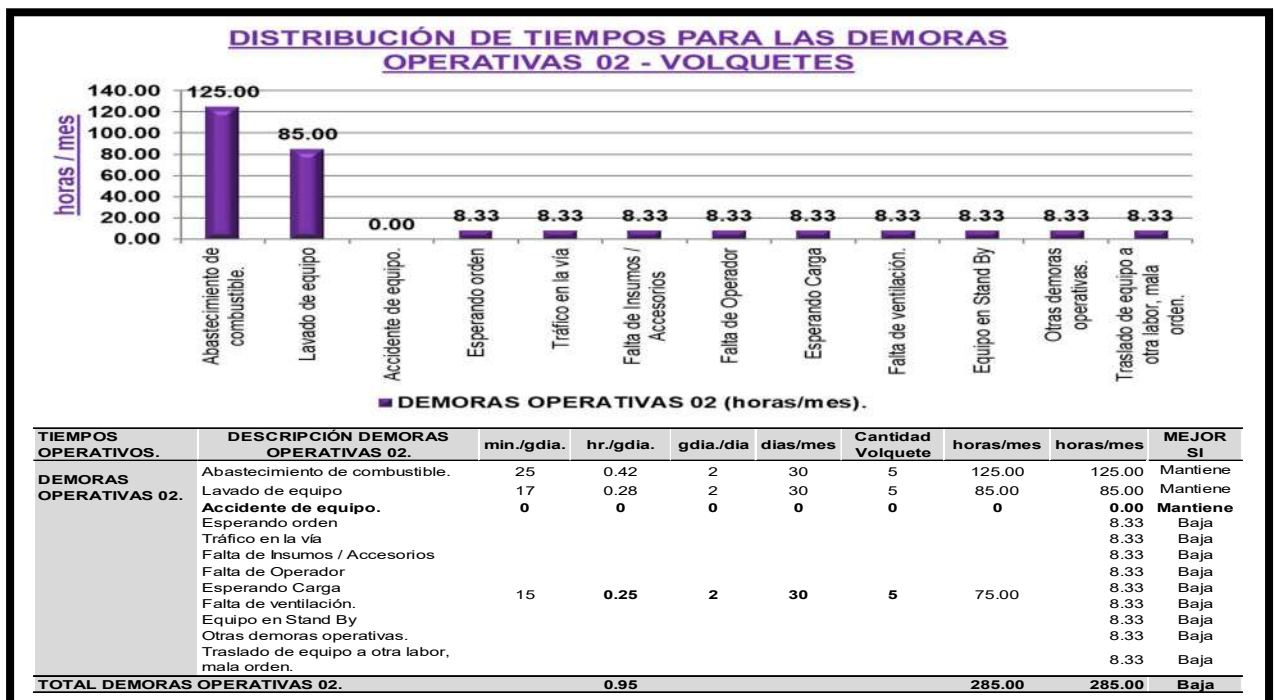 DISTRIBUCIÓN DE TIEMPOS PARA LAS DEMORAS
OPERATIVAS 02 - VOLQUETES
horas / mes
140.00
120.00
100.00
80.00
60.00
40.00
20.00
0.00
125.00
85.00
0.00
8.33
8.33
8.33
8.33
8.33
8.33
8.33
8.33
8.33
Abastecimiento de
combustible.
Lavado de equipo
Accidente de equipo.
Esperando orden
Tráfico en la vía
Falta de Insumos /
Accesorios
Falta de Operador
Esperando Carga
Falta de ventilación.
Equipo en Stand By
Otras demoras
operativas.
Traslado de equipo a
otra labor, mala
orden.
DEMORAS OPERATIVAS 02 (horas/mes).
TIEMPOS OPERATIVOS. DESCRIPCIÓN DEMORAS OPERATIVAS 02. min./gdia. hr./gdia. gdia./dia dias/mes Cantidad Volquete horas/mes horas/mes MEJOR SI
DEMORAS OPERATIVAS 02.
Abastecimiento de combustible. 25 0.42 2 30 5 125.00 125.00 Mantiene
Lavado de equipo 17 0.28 2 30 5 85.00 85.00 Mantiene
Accidente de equipo. 0 0 0 0 0 0 0.00 Mantiene
Esperando orden 8.33 Baja
Tráfico en la vía 8.33 Baja
Falta de Insumos / Accesorios 8.33 Baja
Falta de Operador 8.33 Baja
Esperando Carga 8.33 Baja
15 0.25 2 30 5 75.00
Falta de ventilación. 8.33 Baja
Equipo en Stand By 8.33 Baja
Otras demoras operativas. 8.33 Baja
Traslado de equipo a otra labor,
mala orden. 8.33 Baja
TOTAL DEMORAS OPERATIVAS 02. 0.95 285.00 285.00 Baja